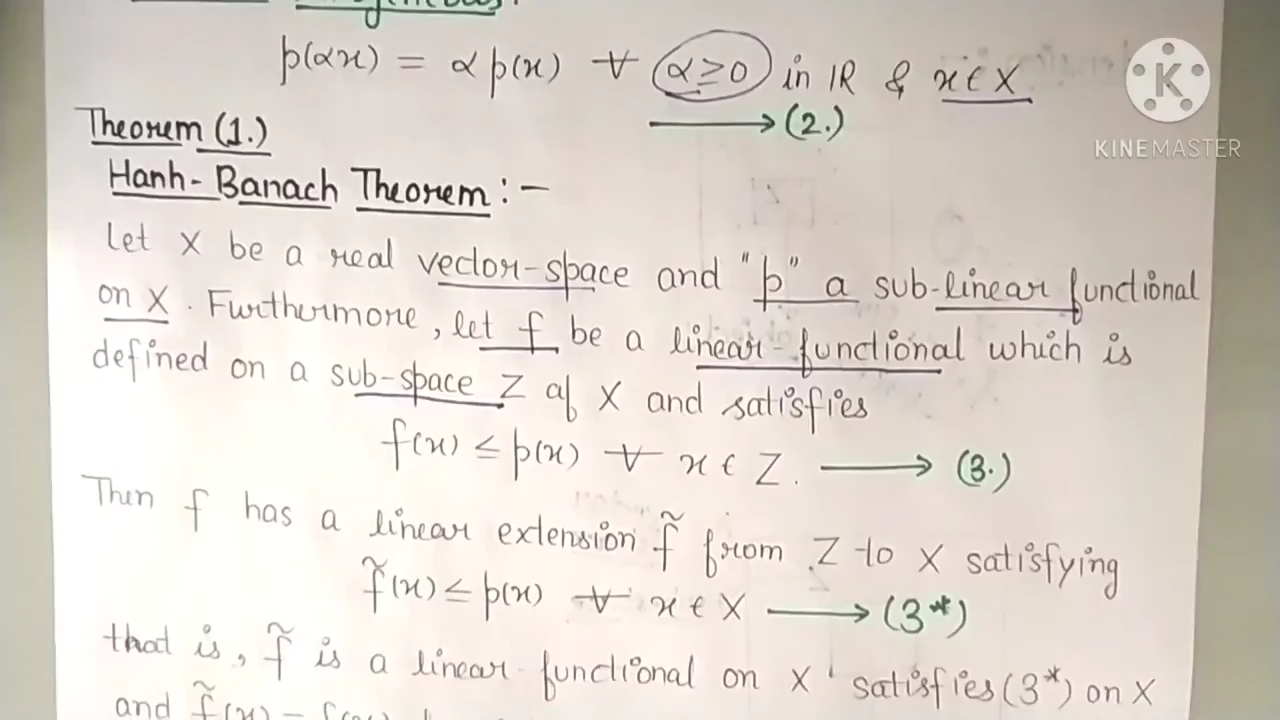 p(αx) = α p(x) ∀ α≥0 in IR & x∈X
→ (2.)
Theorem (1.)
Hanh-Banach Theorem :-
Let X be a real vector-space and "p" a sub-linear functional
on X. Furthermore, let f be a linear-functional which is
defined on a sub-space Z of X and satisfies
f(x) ≤ p(x) ∀ x ∈ Z. → (3.)
Then f has a linear extension f̃ from Z to X satisfying
f̃(x) ≤ p(x) ∀ x ∈ X → (3*)
that is, f̃ is a linear-functional on X' satisfies (3*) on X
and f̃(x) = f(x)
K
KINEMASTER